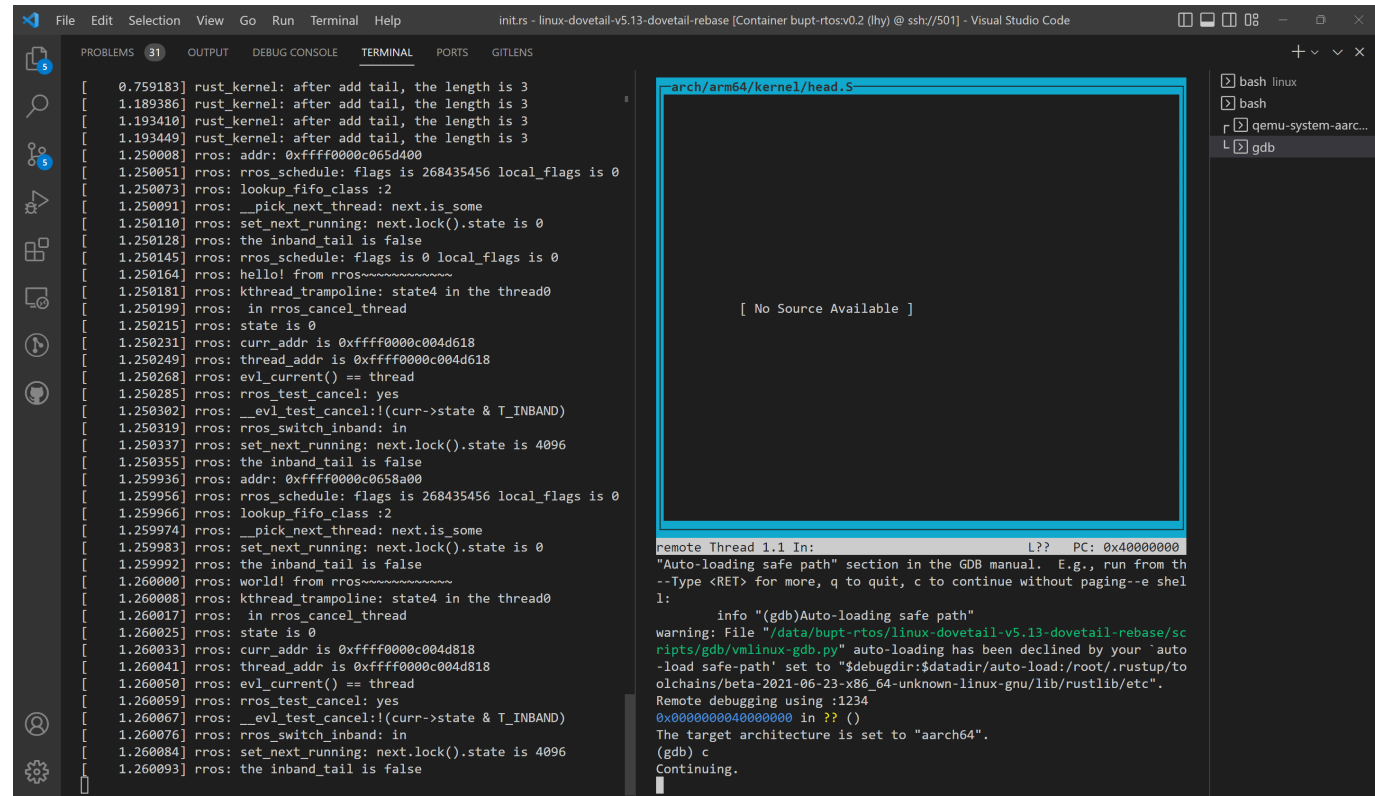 File Edit Selection View Go Run Terminal Help init.rs - linux-dovetail-v5.13-dovetail-rebase [Container bupt-rtos:v0.2 (lhy) @ ssh://501] - Visual Studio Code
PROBLEMS 31 OUTPUT DEBUG CONSOLE TERMINAL PORTS GITLENS
5
5
[ 0.759183] rust_kernel: after add tail, the length is 3
[ 1.189386] rust_kernel: after add tail, the length is 3
[ 1.193410] rust_kernel: after add tail, the length is 3
[ 1.193449] rust_kernel: after add tail, the length is 3
[ 1.250008] rros: addr: 0xffff0000c065d400
[ 1.250051] rros: rros_schedule: flags is 268435456 local_flags is 0
[ 1.250073] rros: lookup_fifo_class :2
[ 1.250091] rros: __pick_next_thread: next.is_some
[ 1.250110] rros: set_next_running: next.lock().state is 0
[ 1.250128] rros: the inband_tail is false
[ 1.250145] rros: rros_schedule: flags is 0 local_flags is 0
[ 1.250164] rros: hello! from rros~~~~~~~~~~~~
[ 1.250181] rros: kthread_trampoline: state4 in the thread0
[ 1.250199] rros:  in rros_cancel_thread
[ 1.250215] rros: state is 0
[ 1.250231] rros: curr_addr is 0xffff0000c004d618
[ 1.250249] rros: thread_addr is 0xffff0000c004d618
[ 1.250268] rros: evl_current() == thread
[ 1.250285] rros: rros_test_cancel: yes
[ 1.250302] rros: __evl_test_cancel:!(curr->state & T_INBAND)
[ 1.250319] rros: rros_switch_inband: in
[ 1.250337] rros: set_next_running: next.lock().state is 4096
[ 1.250355] rros: the inband_tail is false
[ 1.259936] rros: addr: 0xffff0000c0658a00
[ 1.259956] rros: rros_schedule: flags is 268435456 local_flags is 0
[ 1.259966] rros: lookup_fifo_class :2
[ 1.259974] rros: __pick_next_thread: next.is_some
[ 1.259983] rros: set_next_running: next.lock().state is 0
[ 1.259992] rros: the inband_tail is false
[ 1.260000] rros: world! from rros~~~~~~~~~~~~
[ 1.260008] rros: kthread_trampoline: state4 in the thread0
[ 1.260017] rros:  in rros_cancel_thread
[ 1.260025] rros: state is 0
[ 1.260033] rros: curr_addr is 0xffff0000c004d818
[ 1.260041] rros: thread_addr is 0xffff0000c004d818
[ 1.260050] rros: evl_current() == thread
[ 1.260059] rros: rros_test_cancel: yes
[ 1.260067] rros: __evl_test_cancel:!(curr->state & T_INBAND)
[ 1.260076] rros: rros_switch_inband: in
[ 1.260084] rros: set_next_running: next.lock().state is 4096
[ 1.260093] rros: the inband_tail is false
arch/arm64/kernel/head.S
[ No Source Available ]
remote Thread 1.1 In: L?? PC: 0x40000000
"Auto-loading safe path" section in the GDB manual.  E.g., run from th
--Type <RET> for more, q to quit, c to continue without paging--e shel
l:
info "(gdb)Auto-loading safe path"
warning: File "/data/bupt-rtos/linux-dovetail-v5.13-dovetail-rebase/sc
ripts/gdb/vmlinux-gdb.py" auto-loading has been declined by your `auto
-load safe-path' set to "$debugdir:$datadir/auto-load:/root/.rustup/to
olchains/beta-2021-06-23-x86_64-unknown-linux-gnu/lib/rustlib/etc".
Remote debugging using :1234
0x0000000040000000 in ?? ()
The target architecture is set to "aarch64".
(gdb) c
Continuing.
bash linux
bash
qemu-system-aarc...
gdb